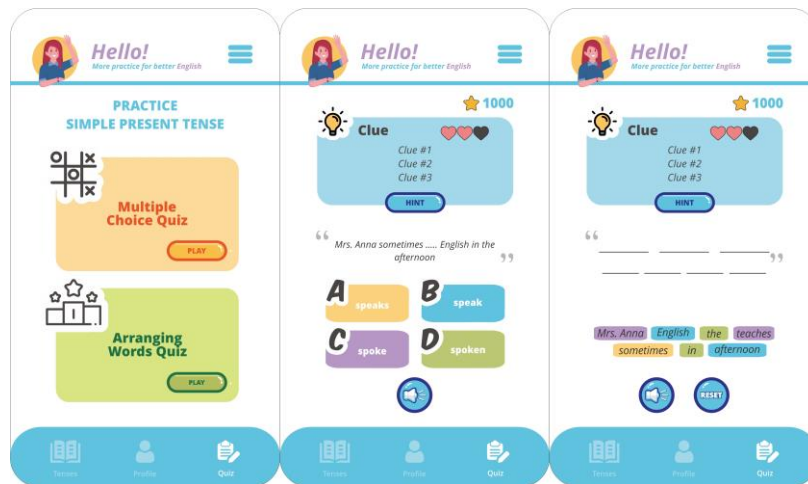 Hello!
More practice for better English
PRACTICE
SIMPLE PRESENT TENSE
Multiple
Choice Quiz
PLAY
Arranging
Words Quiz
PLAY
Tenses
Profile
Quiz
Hello!
More practice for better English
1000
Clue
Clue #1
Clue #2
Clue #3
HINT
“
Mrs. Anna sometimes ..... English in the
afternoon
”
A speaks
B speak
C spoke
D spoken
Tenses
Profile
Quiz
Hello!
More practice for better English
1000
Clue
Clue #1
Clue #2
Clue #3
HINT
“
”
Mrs. Anna English the teaches
sometimes in afternoon
RESET
Tenses
Profile
Quiz